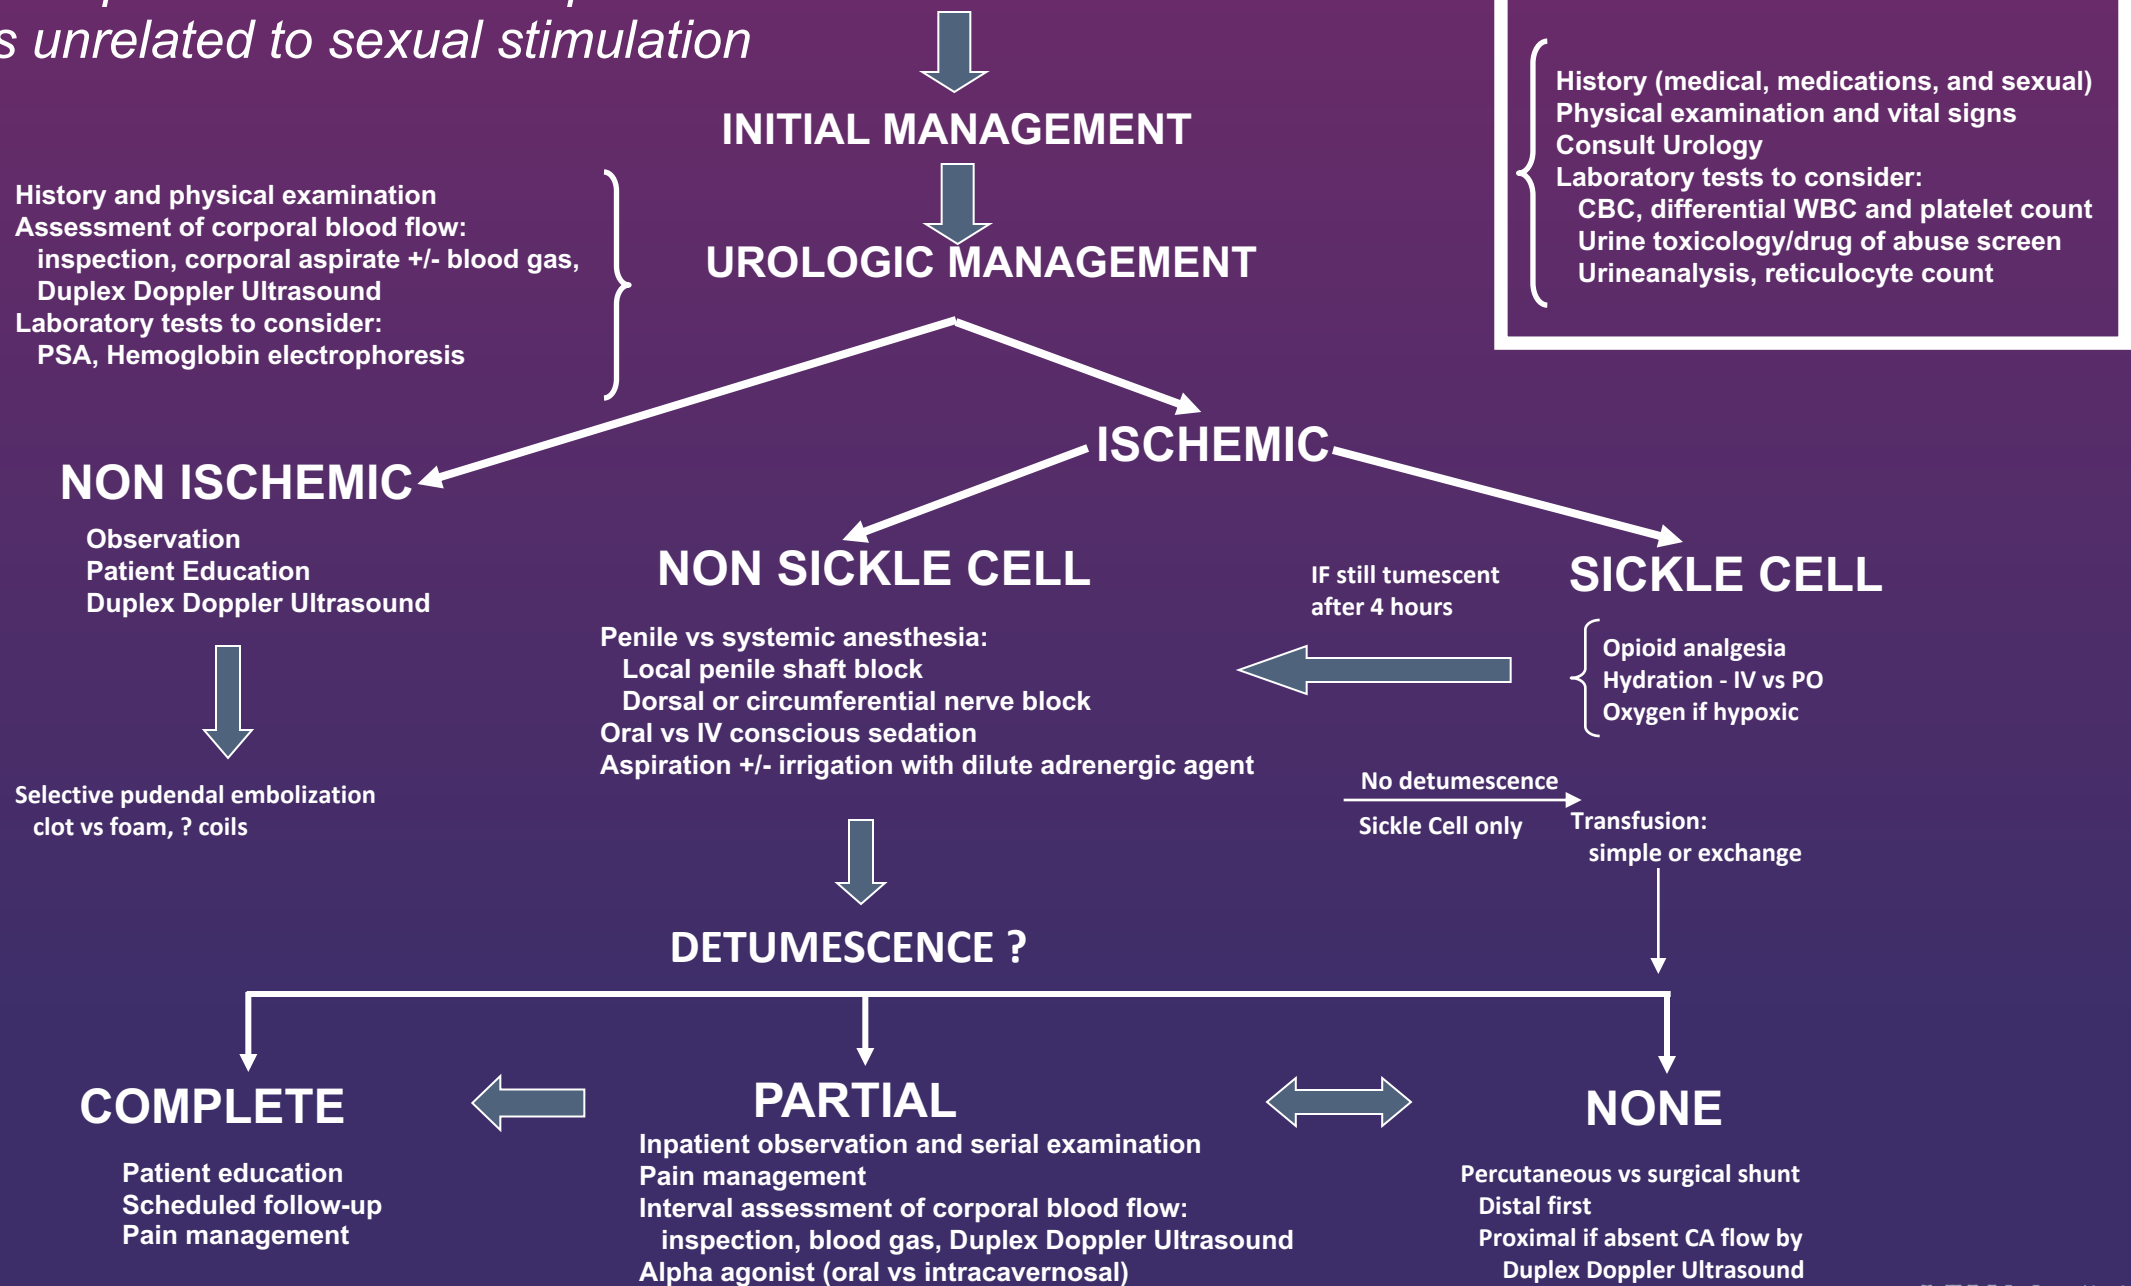 s unrelated to sexual stimulation
History (medical, medications, and sexual)
Physical examination and vital signs
Consult Urology
Laboratory tests to consider:
CBC, differential WBC and platelet count
Urine toxicology/drug of abuse screen
Urineanalysis, reticulocyte count
INITIAL MANAGEMENT
History and physical examination
Assessment of corporal blood flow:
inspection, corporal aspirate +/- blood gas,
Duplex Doppler Ultrasound
Laboratory tests to consider:
PSA, Hemoglobin electrophoresis
UROLOGIC MANAGEMENT
ISCHEMIC
NON ISCHEMIC
Observation
Patient Education
Duplex Doppler Ultrasound
Selective pudendal embolization
clot vs foam, ? coils
NON SICKLE CELL
Penile vs systemic anesthesia:
Local penile shaft block
Dorsal or circumferential nerve block
Oral vs IV conscious sedation
Aspiration +/- irrigation with dilute adrenergic agent
IF still tumescent
after 4 hours
SICKLE CELL
Opioid analgesia
Hydration - IV vs PO
Oxygen if hypoxic
No detumescence
Sickle Cell only
Transfusion:
simple or exchange
DETUMESCENCE ?
COMPLETE
Patient education
Scheduled follow-up
Pain management
PARTIAL
Inpatient observation and serial examination
Pain management
Interval assessment of corporal blood flow:
inspection, blood gas, Duplex Doppler Ultrasound
Alpha agonist (oral vs intracavernosal)
NONE
Percutaneous vs surgical shunt
Distal first
Proximal if absent CA flow by
Duplex Doppler Ultrasound